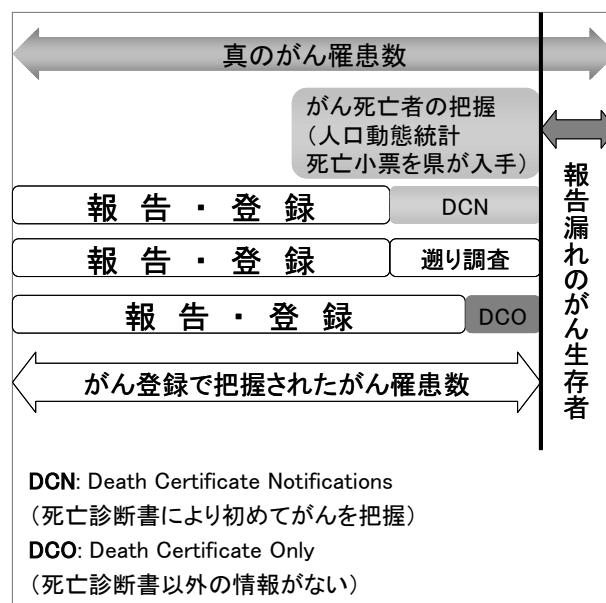 真のがん罹患数
がん死亡者の把握
（人口動態統計
死亡小票を県が入手）
報告・登録
DCN
報告・登録
遡り調査
報告・登録
DCO
がん登録で把握されたがん罹患数
報告漏れのがん生存者
DCN: Death Certificate Notifications
（死亡診断書により初めてがんを把握）
DCO: Death Certificate Only
（死亡診断書以外の情報がない）